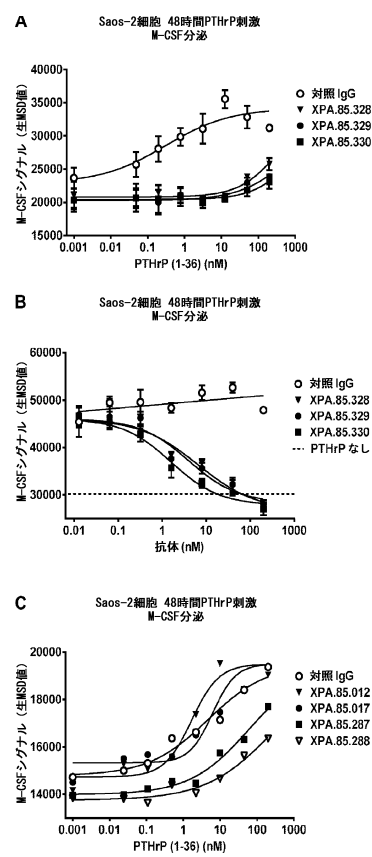 A
Saos-2細胞 48時間PTHrP刺激
M-CSF分泌
M-CSFシグナル（生MSD値）
40000
35000
30000
25000
20000
15000
0.001
0.01
0.1
1
10
100
1000
PTHrP (1-36) (nM)
対照 IgG
XPA.85.328
XPA.85.329
XPA.85.330
B
Saos-2細胞 48時間PTHrP刺激
M-CSF分泌
M-CSFシグナル（生MSD値）
60000
50000
40000
30000
0.01
0.1
1
10
100
1000
抗体 (nM)
対照 IgG
XPA.85.328
XPA.85.329
XPA.85.330
PTHrP なし
C
Saos-2細胞 48時間PTHrP刺激
M-CSF分泌
M-CSFシグナル（生MSD値）
20000
18000
16000
14000
0.001
0.01
0.1
1
10
100
1000
PTHrP (1-36) (nM)
対照 IgG
XPA.85.012
XPA.85.017
XPA.85.287
XPA.85.288